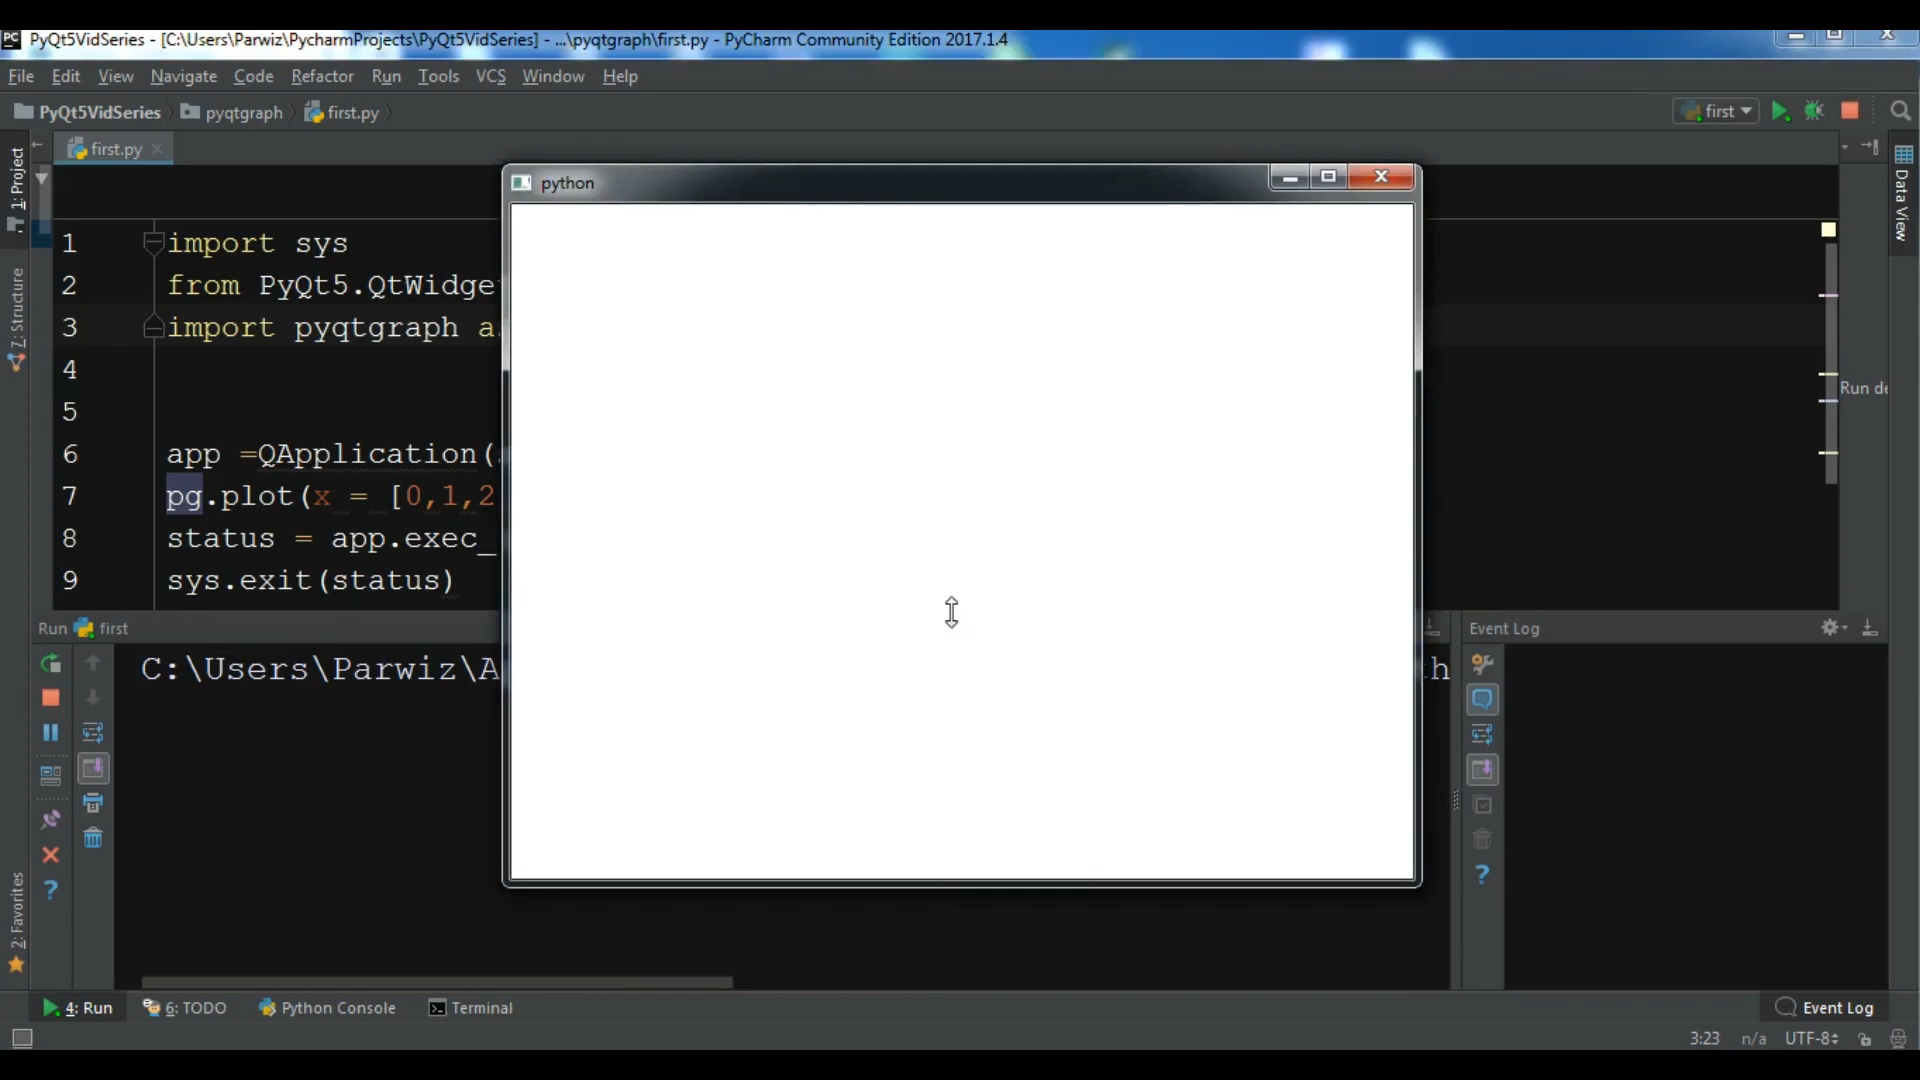 PyQt5VidSeries - [C:\Users\Parwiz\PycharmProjects\PyQt5VidSeries] - ...\pyqtgraph\first.py - PyCharm Community Edition 2017.1.4
File Edit View Navigate Code Refactor Run Tools VCS Window Help
PyQt5VidSeries pyqtgraph first.py first
first.py
1: Project
7: Structure
2: Favorites
Data View
python
1 import sys
2 from PyQt5.QtWidge
3 import pyqtgraph a
4
5
6 app =QApplication(
7 pg.plot(x = [0,1,2
8 status = app.exec_
9 sys.exit(status)
Run de
Run first
Event Log
C:\Users\Parwiz\A
th
4: Run 6: TODO Python Console Terminal Event Log
3:23 n/a UTF-8